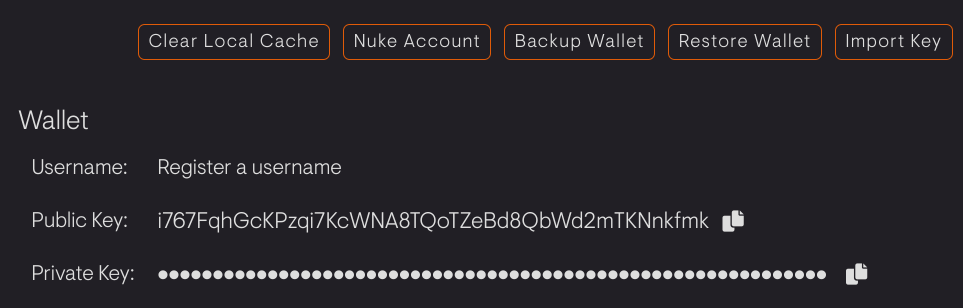 Clear Local Cache Nuke Account Backup Wallet Restore Wallet Import Key
Wallet
Username: Register a username
Public Key: i767FqhGcKPzqi7KcWNA8TQoTZeBd8QbWd2mTKNnkfmk
Private Key: ●●●●●●●●●●●●●●●●●●●●●●●●●●●●●●●●●●●●●●●●●●●●●●●●●●●●●●●●●●●●●●●●